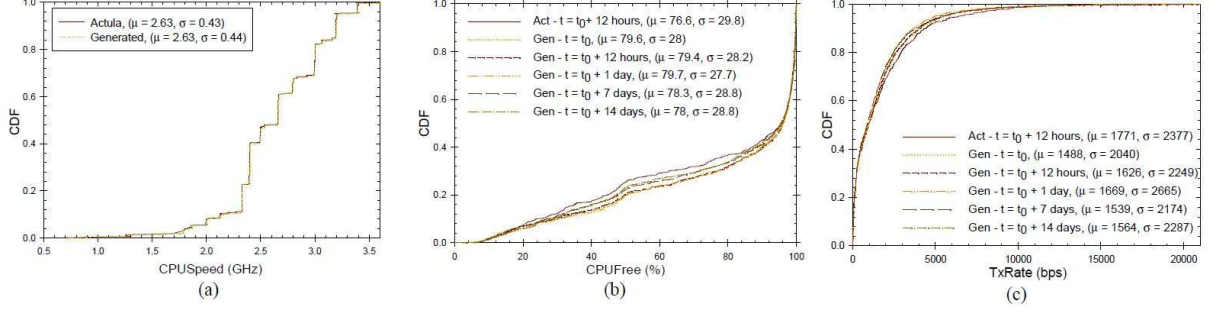 Actula, (μ = 2.63, σ = 0.43)
Generated, (μ = 2.63, σ = 0.44)
CDF
1.0
0.8
0.6
0.4
0.2
0.0
0.5 1.0 1.5 2.0 2.5 3.0 3.5
CPUSpeed (GHz)
(a)
Act - t = t0 + 12 hours, (μ = 76.6, σ = 29.8)
Gen - t = t0, (μ = 79.6, σ = 28)
Gen - t = t0 + 12 hours, (μ = 79.4, σ = 28.2)
Gen - t = t0 + 1 day, (μ = 79.7, σ = 27.7)
Gen - t = t0 + 7 days, (μ = 78.3, σ = 28.8)
Gen - t = t0 + 14 days, (μ = 78, σ = 28.8)
CDF
1.0
0.8
0.6
0.4
0.2
0.0
0 20 40 60 80 100
CPUFree (%)
(b)
Act - t = t0 + 12 hours, (μ = 1771, σ = 2377)
Gen - t = t0, (μ = 1488, σ = 2040)
Gen - t = t0 + 12 hours, (μ = 1626, σ = 2249)
Gen - t = t0 + 1 day, (μ = 1669, σ = 2665)
Gen - t = t0 + 7 days, (μ = 1539, σ = 2174)
Gen - t = t0 + 14 days, (μ = 1564, σ = 2287)
CDF
1.0
0.8
0.6
0.4
0.2
0.0
0 5000 10000 15000 20000
TxRate (bps)
(c)